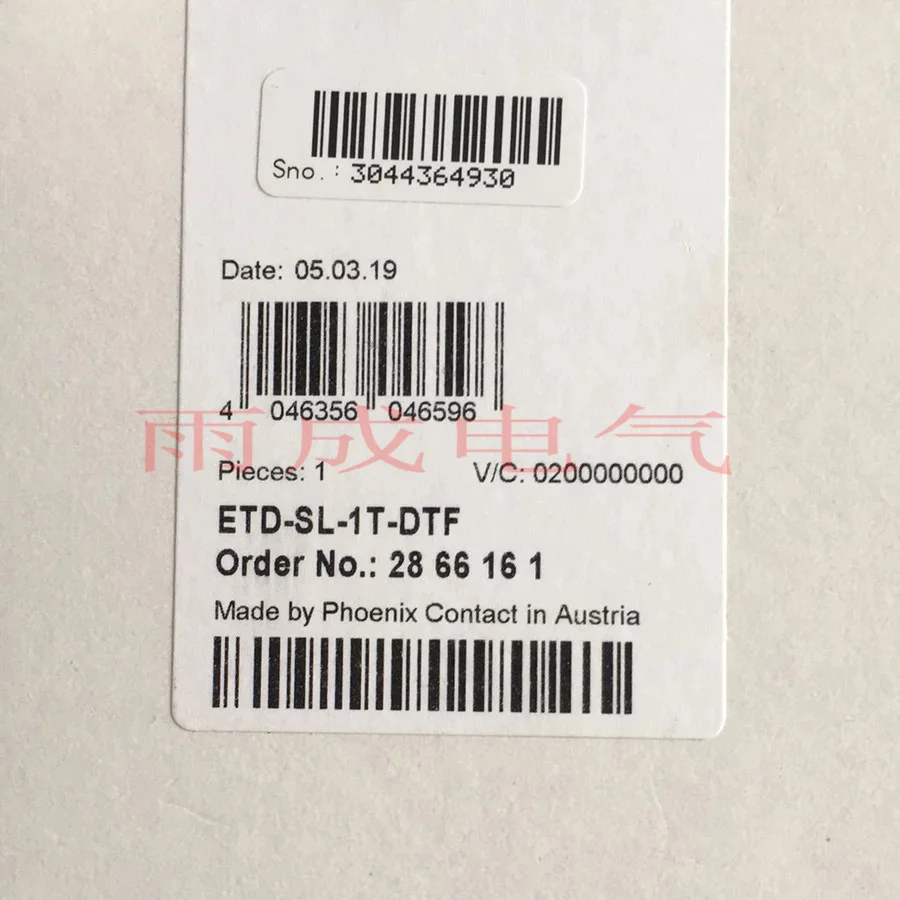 Sno.: 3044364930
Date: 05.03.19
4 046356 046596
雨成电气
Pieces: 1 V/C: 0200000000
ETD-SL-1T-DTF
Order No.: 28 66 16 1
Made by Phoenix Contact in Austria